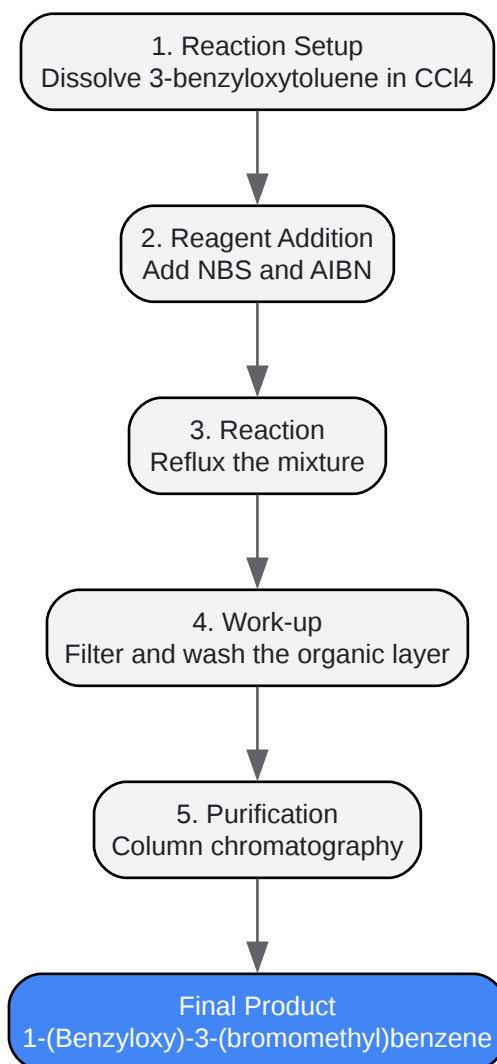 1. Reaction Setup
Dissolve 3-benzyloxytoluene in CCl4
2. Reagent Addition
Add NBS and AIBN
3. Reaction
Reflux the mixture
4. Work-up
Filter and wash the organic layer
5. Purification
Column chromatography
Final Product
1-(Benzyloxy)-3-(bromomethyl)benzene